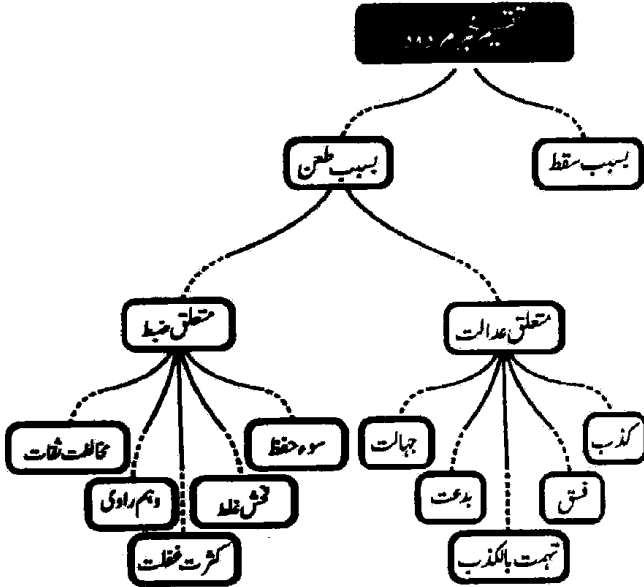 تقسیم خبر مردود
بسبب سقط
بسبب طعن
متعلق عدالت
متعلق ضبط
کذب
جہالت
سوء حفظ
مخالفت ثقات
فسق
بدعت
فحش غلط
وہم راوی
تہمت بالکذب
کثرت غفلت